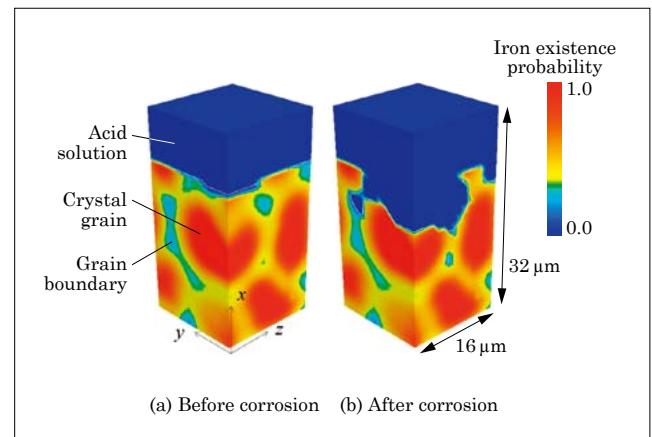 Iron existence
probability
1.0
0.0
Acid
solution
Crystal
grain
Grain
boundary
x
y
z
32 μm
16 μm
(a) Before corrosion
(b) After corrosion